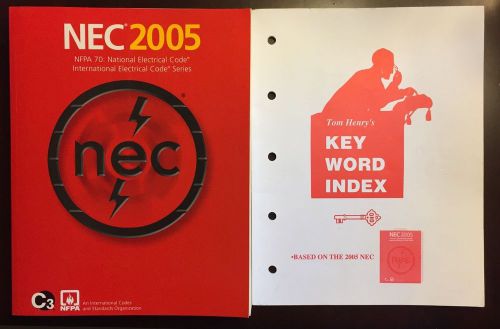 NEC® 2005
NFPA 70: National Electrical Code®
International Electrical Code® Series
nec®
C3
NFPA
An International Codes
and Standards Organization
Tom Henry's
KEY
WORD
INDEX
•BASED ON THE 2005 NEC
NEC 2005
nec